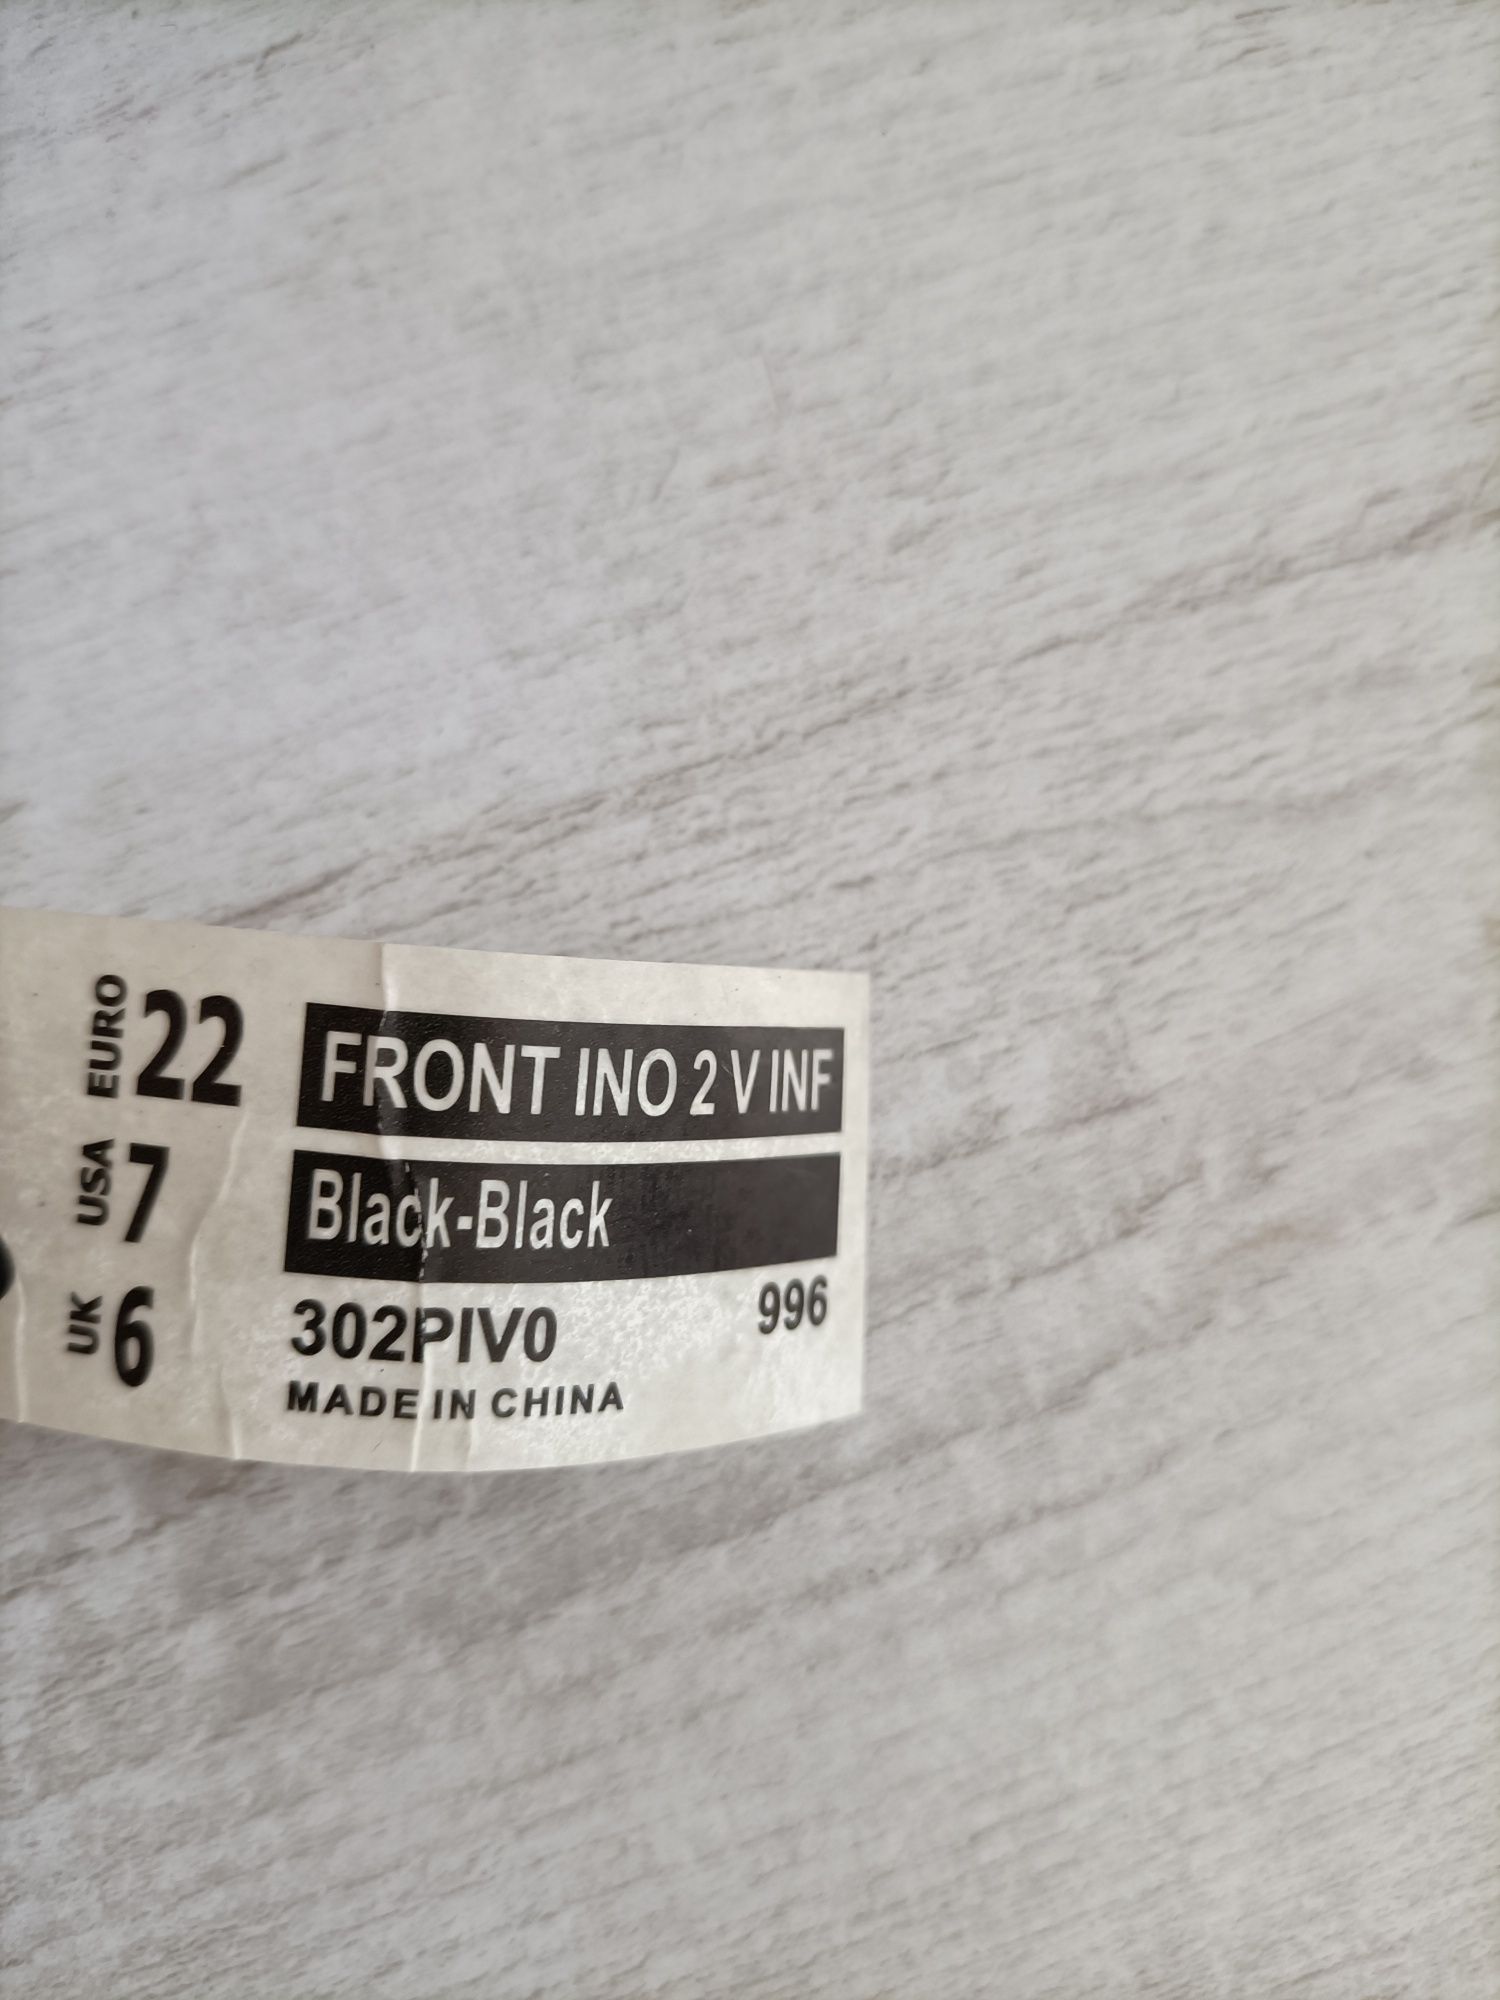 EURO 22
USA 7
UK 6
FRONT INO 2 V INF
Black-Black
302PIV0 996
MADE IN CHINA